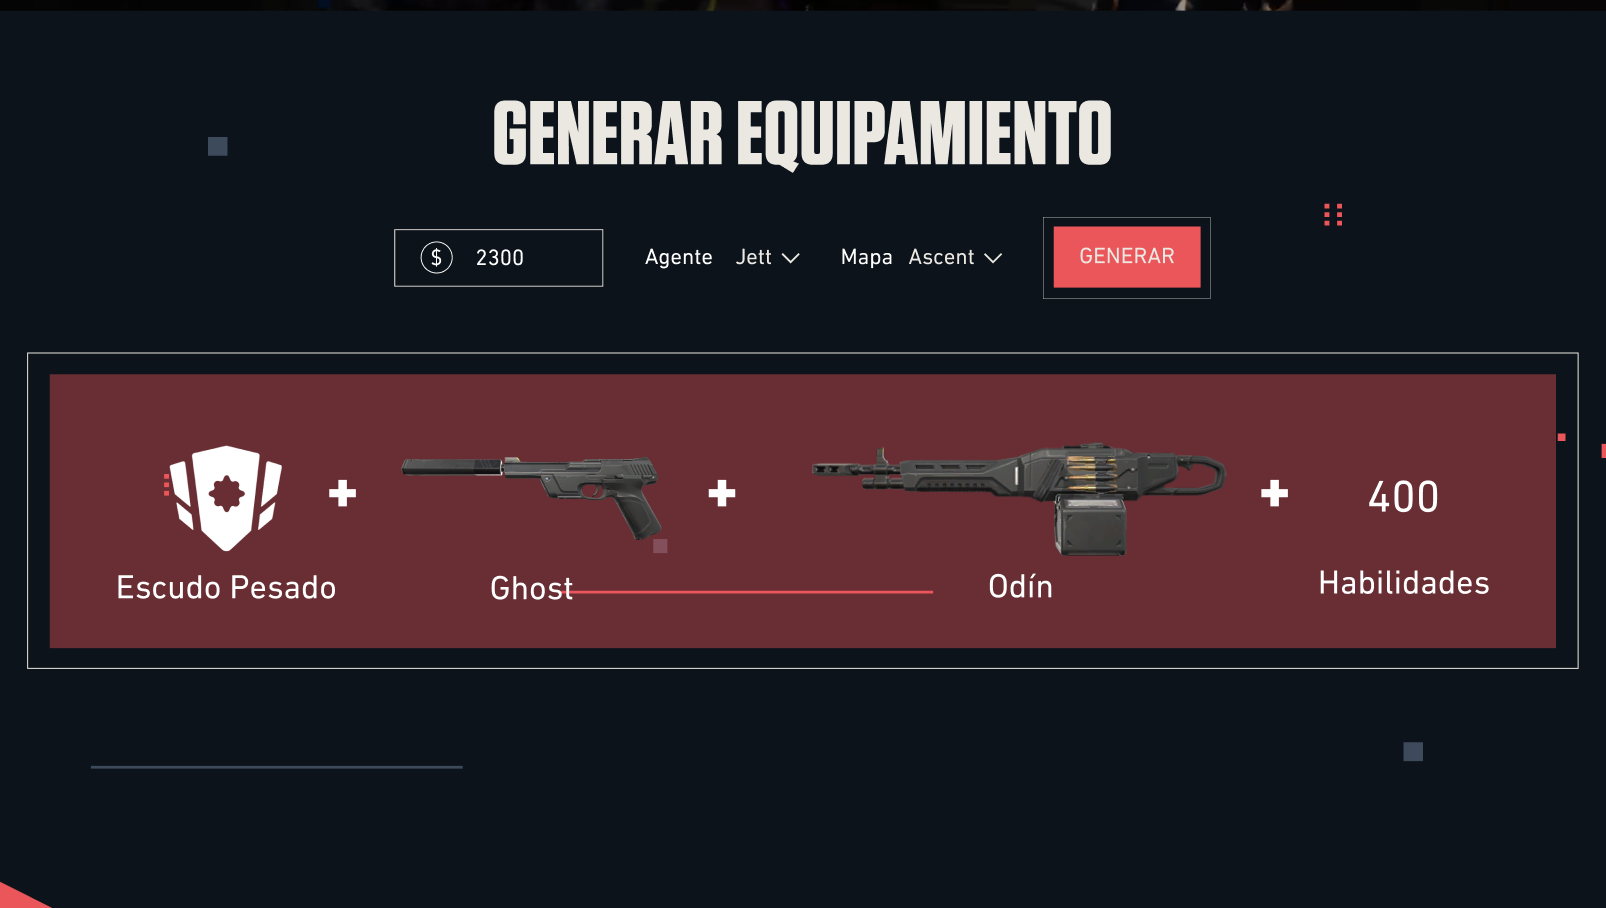 GENERAR EQUIPAMIENTO
$ 2300 Agente Jett Mapa Ascent GENERAR
400
Escudo Pesado Ghost Odín Habilidades